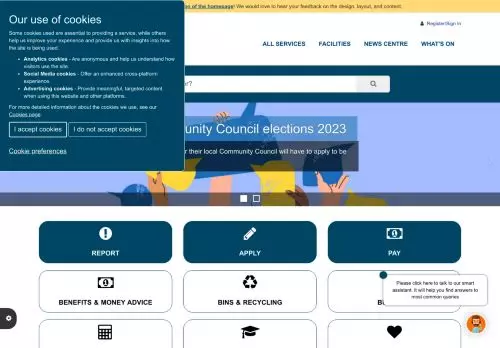 Our use of cookies
of the homepage! We would love to hear your feedback on the design, layout, and content.
Some cookies used are essential to providing a service, while others
help us improve your experience and provide us with insights into how
the site is being used.
• Analytics cookies - Are anonymous and help us understand how
visitors use the site.
• Social Media cookies - Offer an enhanced cross-platform
experience.
• Advertising cookies - Provide meaningful, targeted content
when using this website and other platforms.
For more detailed information about the cookies we use, see our
Cookies page
I accept cookies
I do not accept cookies
Cookie preferences
Register/Sign In
ALL SERVICES
FACILITIES
NEWS CENTRE
WHAT'S ON
unity Council elections 2023
their local Community Council will have to apply to be
REPORT
APPLY
PAY
BENEFITS & MONEY ADVICE
BINS & RECYCLING
Please click here to talk to our smart
assistant. It will help you find answers to
most common queries